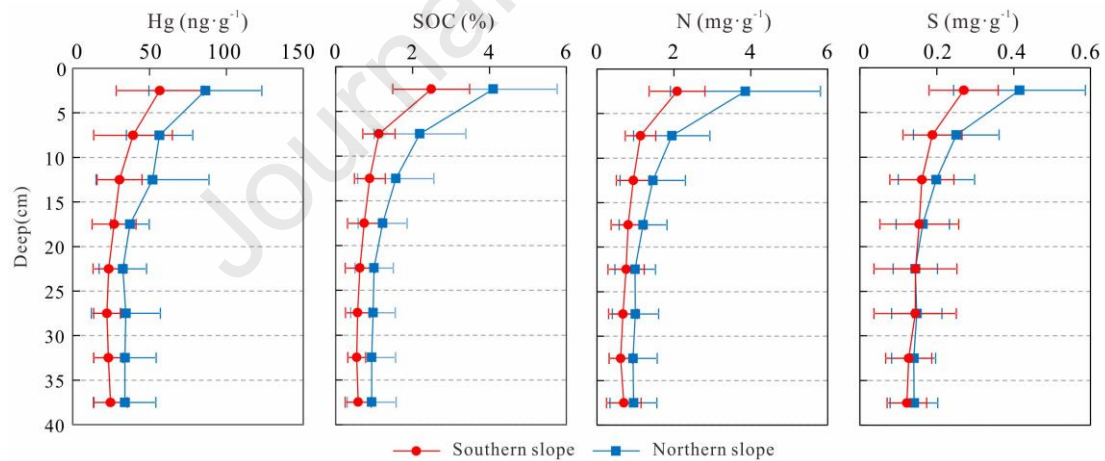 Hg (ng·g⁻¹) SOC (%) N (mg·g⁻¹) S (mg·g⁻¹)
0 50 100 150 0 2 4 6 0 2 4 6 0 0.2 0.4 0.6
0
5
10
15
20
25
30
35
40
Deep(cm)
Journal
Southern slope Northern slope